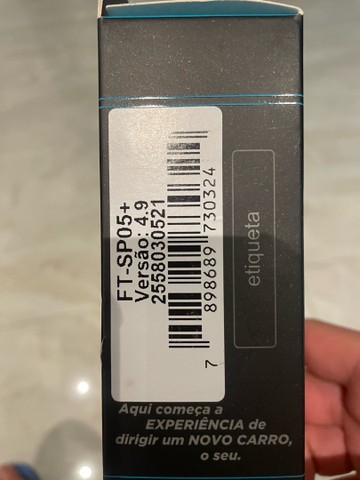 FT-SP05+
Versão: 4.9
2558030521
7 898689 730324
etiqueta
Aqui começa a
EXPERIÊNCIA de
dirigir um NOVO CARRO,
o seu.